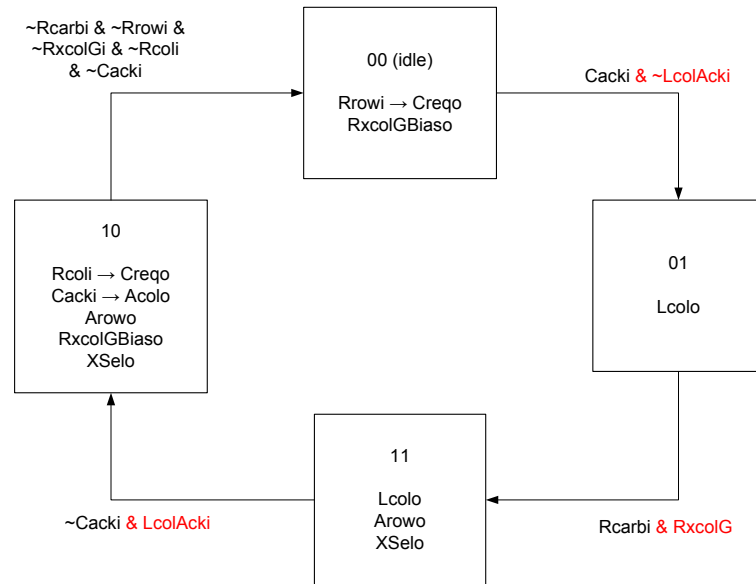 ~Rcarbi & ~Rrowi &
~RxcolGi & ~Rcoli
& ~Cacki
00 (idle)
Rrowi → Creqo
RxcolGBiaso
Cacki & ~LcolAcki
10
Rcoli → Creqo
Cacki → Acolo
Arowo
RxcolGBiaso
XSelo
01
Lcolo
11
Lcolo
Arowo
XSelo
~Cacki & LcolAcki
Rcarbi & RxcolG